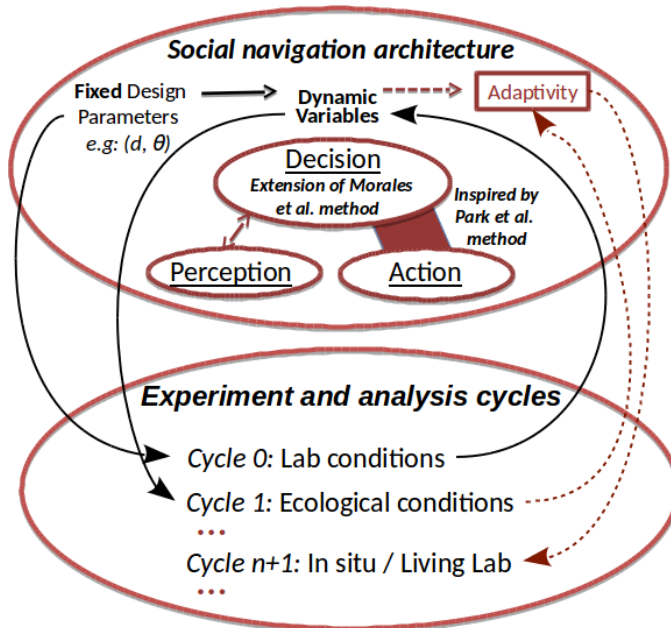 Social navigation architecture
Fixed Design
Parameters
e.g: (d, θ)
Dynamic
Variables
Adaptivity
Decision
Extension of Morales
et al. method
Inspired by
Park et al.
method
Perception
Action
Experiment and analysis cycles
Cycle 0: Lab conditions
Cycle 1: Ecological conditions
...
Cycle n+1: In situ / Living Lab
...